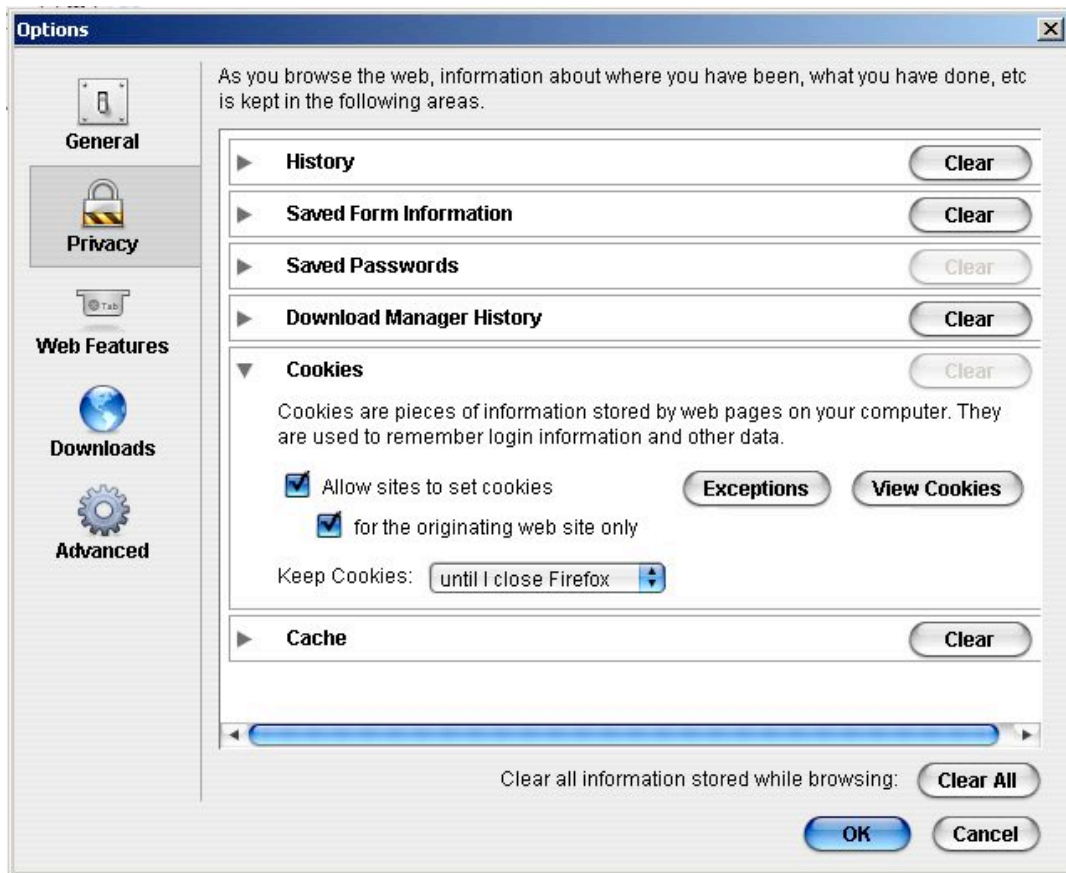 Options
As you browse the web, information about where you have been, what you have done, etc
is kept in the following areas.
General
Privacy
Tab
Web Features
Downloads
Advanced
History Clear
Saved Form Information Clear
Saved Passwords Clear
Download Manager History Clear
Cookies Clear
Cookies are pieces of information stored by web pages on your computer. They
are used to remember login information and other data.
Allow sites to set cookies Exceptions View Cookies
for the originating web site only
Keep Cookies: until I close Firefox
Cache Clear
Clear all information stored while browsing: Clear All
OK Cancel